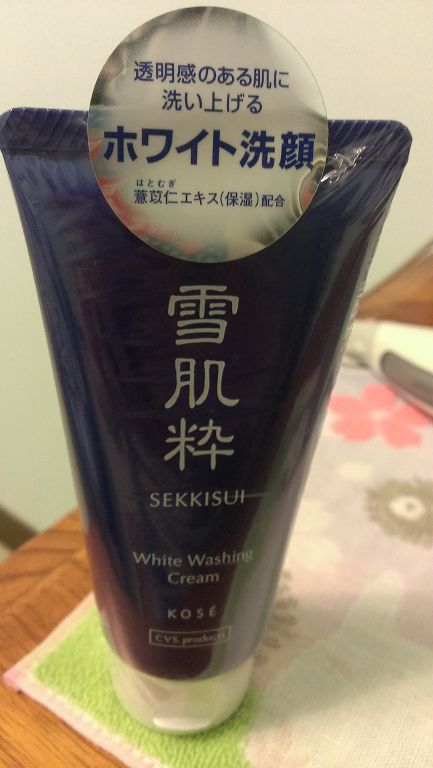 透明感のある肌に
洗い上げる
ホワイト洗顔
はとむぎ
薏苡仁エキス(保湿)配合
雪
肌
粋
SEKKISUI
White Washing
Cream
KOSÉ
CVS. products